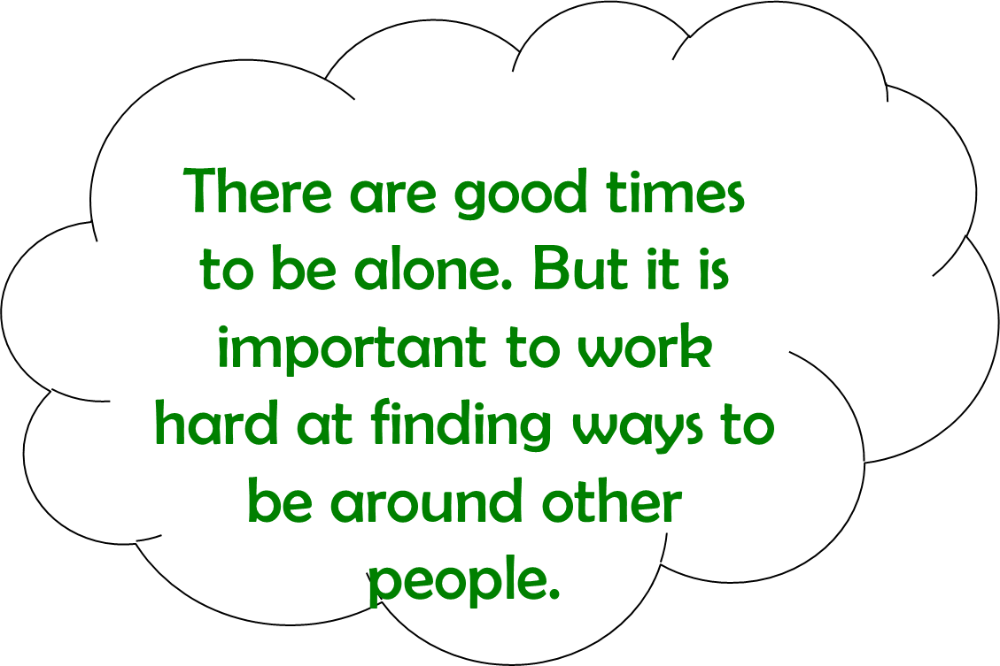 There are good times
to be alone. But it is
important to work
hard at finding ways to
be around other
people.